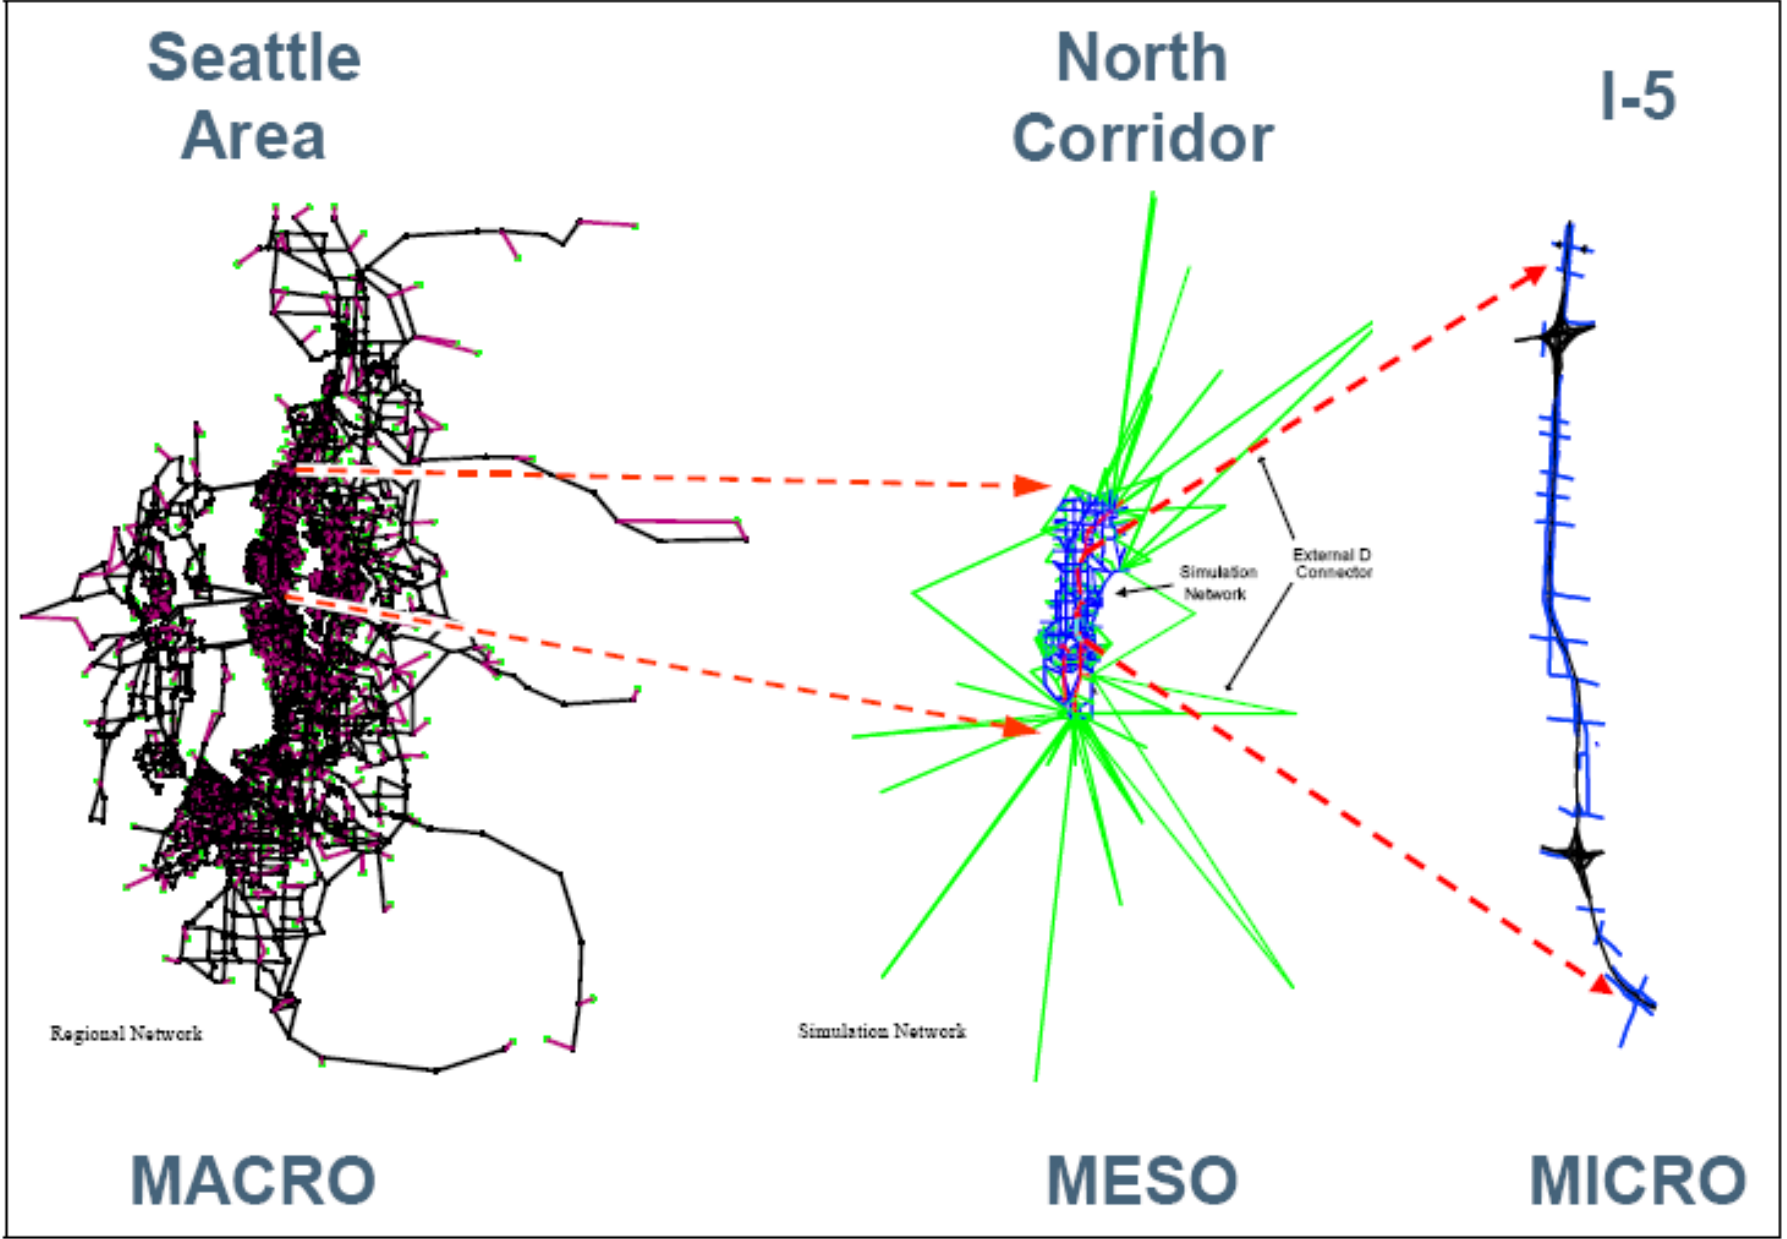 Seattle
Area
North
Corridor
I-5
External D
Connector
Simulation
Network
Regional Network
Simulation Network
MACRO
MESO
MICRO